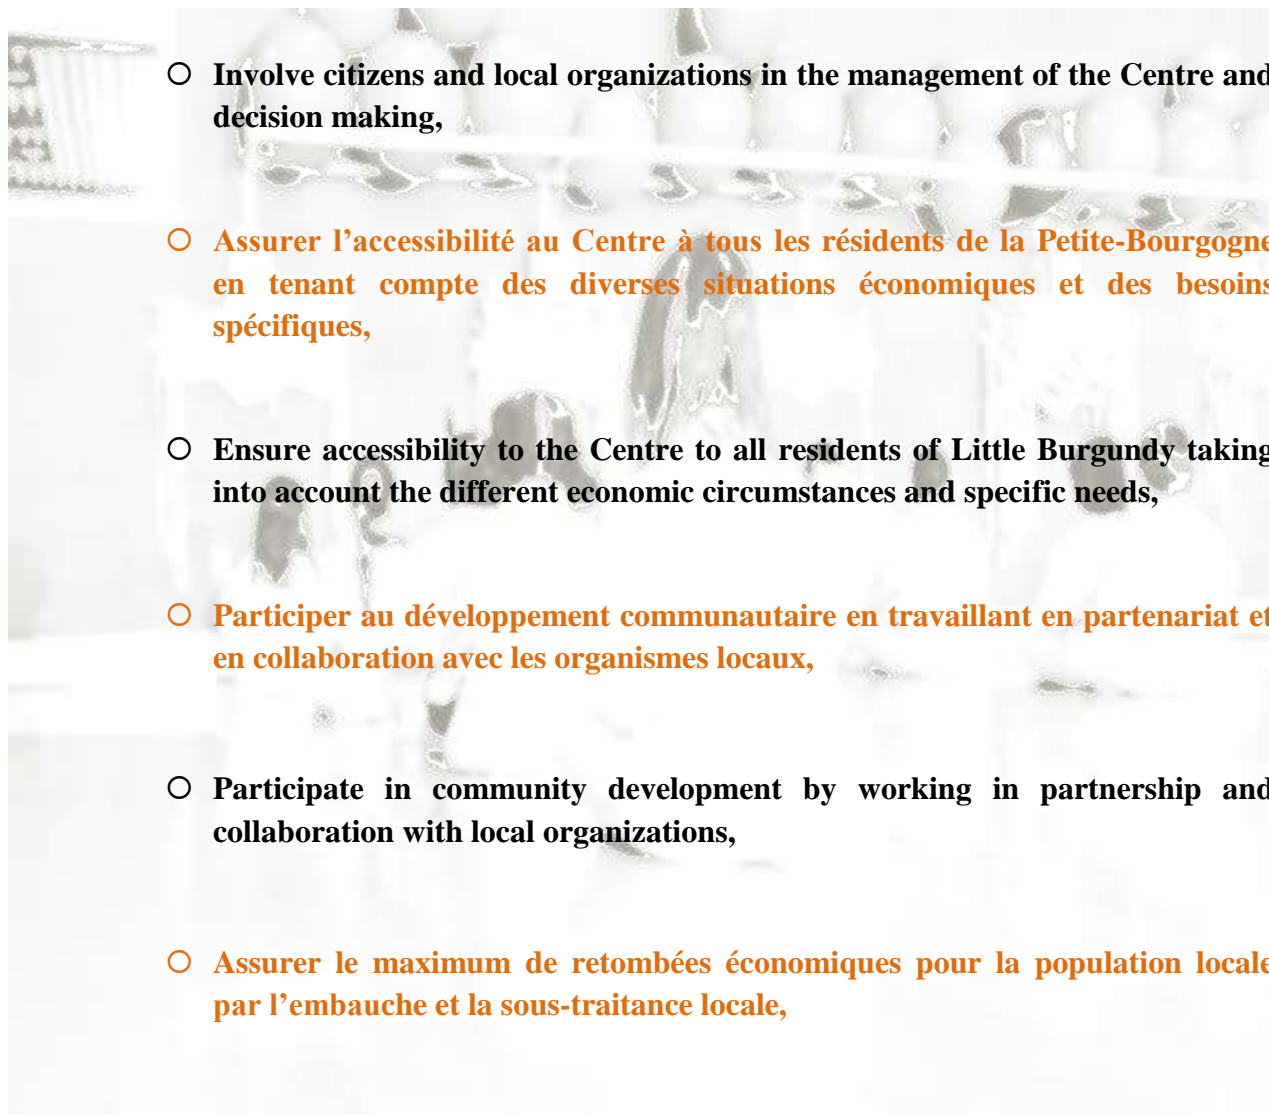 Involve citizens and local organizations in the management of the Centre and
decision making,
Assurer l’accessibilité au Centre à tous les résidents de la Petite-Bourgogne
en tenant compte des diverses situations économiques et des besoins
spécifiques,
Ensure accessibility to the Centre to all residents of Little Burgundy taking
into account the different economic circumstances and specific needs,
Participer au développement communautaire en travaillant en partenariat et
en collaboration avec les organismes locaux,
Participate in community development by working in partnership and
collaboration with local organizations,
Assurer le maximum de retombées économiques pour la population locale
par l’embauche et la sous-traitance locale,